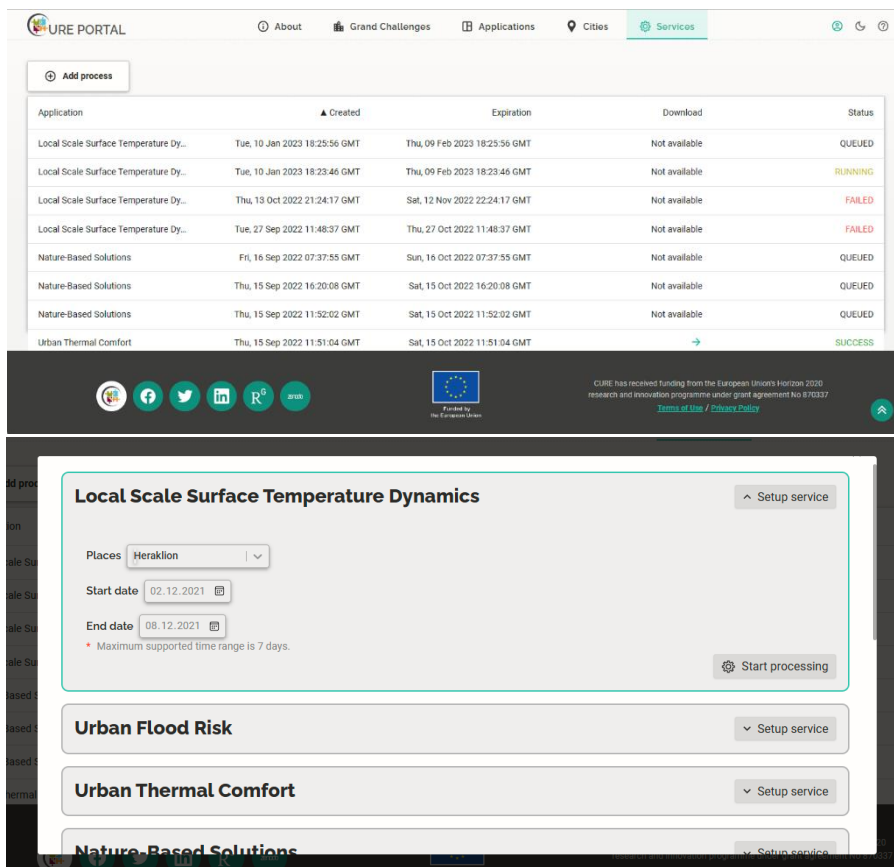 CURE PORTAL
About
Grand Challenges
Applications
Cities
Services
Add process
Application ▲ Created Expiration Download Status
Local Scale Surface Temperature Dy... Tue, 10 Jan 2023 18:25:56 GMT Thu, 09 Feb 2023 18:25:56 GMT Not available QUEUED
Local Scale Surface Temperature Dy... Tue, 10 Jan 2023 18:23:46 GMT Thu, 09 Feb 2023 18:23:46 GMT Not available RUNNING
Local Scale Surface Temperature Dy... Thu, 13 Oct 2022 21:24:17 GMT Sat, 12 Nov 2022 22:24:17 GMT Not available FAILED
Local Scale Surface Temperature Dy... Tue, 27 Sep 2022 11:48:37 GMT Thu, 27 Oct 2022 11:48:37 GMT Not available FAILED
Nature-Based Solutions Fri, 16 Sep 2022 07:37:55 GMT Sun, 16 Oct 2022 07:37:55 GMT Not available QUEUED
Nature-Based Solutions Thu, 15 Sep 2022 16:20:08 GMT Sat, 15 Oct 2022 16:20:08 GMT Not available QUEUED
Nature-Based Solutions Thu, 15 Sep 2022 11:52:02 GMT Sat, 15 Oct 2022 11:52:02 GMT Not available QUEUED
Urban Thermal Comfort Thu, 15 Sep 2022 11:51:04 GMT Sat, 15 Oct 2022 11:51:04 GMT → SUCCESS
in
R G
Funded by
the European Union
CURE has received funding from the European Union's Horizon 2020
research and innovation programme under grant agreement No 870337
Terms of Use / Privacy Policy
Local Scale Surface Temperature Dynamics
Setup service
Places Heraklion
Start date 02.12.2021
End date 08.12.2021
* Maximum supported time range is 7 days.
Start processing
Urban Flood Risk
Setup service
Urban Thermal Comfort
Setup service
Nature-Based Solutions
Setup service